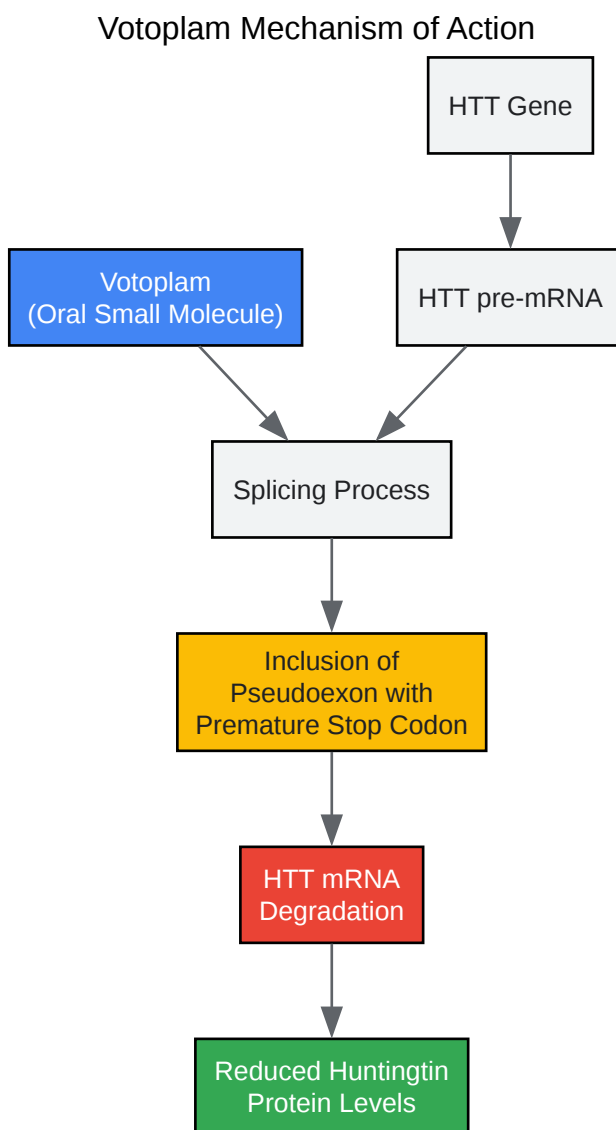 Votoplam Mechanism of Action
HTT Gene
Votoplam
(Oral Small Molecule)
HTT pre-mRNA
Splicing Process
Inclusion of
Pseudoexon with
Premature Stop Codon
HTT mRNA
Degradation
Reduced Huntingtin
Protein Levels